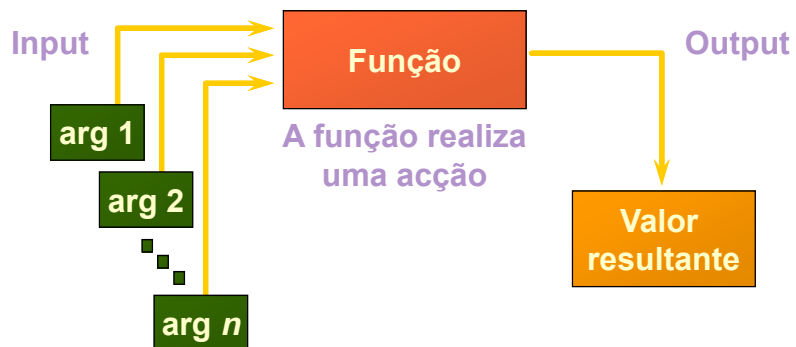 Input
Função
Output
arg 1
A função realiza
uma acção
arg 2
Valor
resultante
arg n